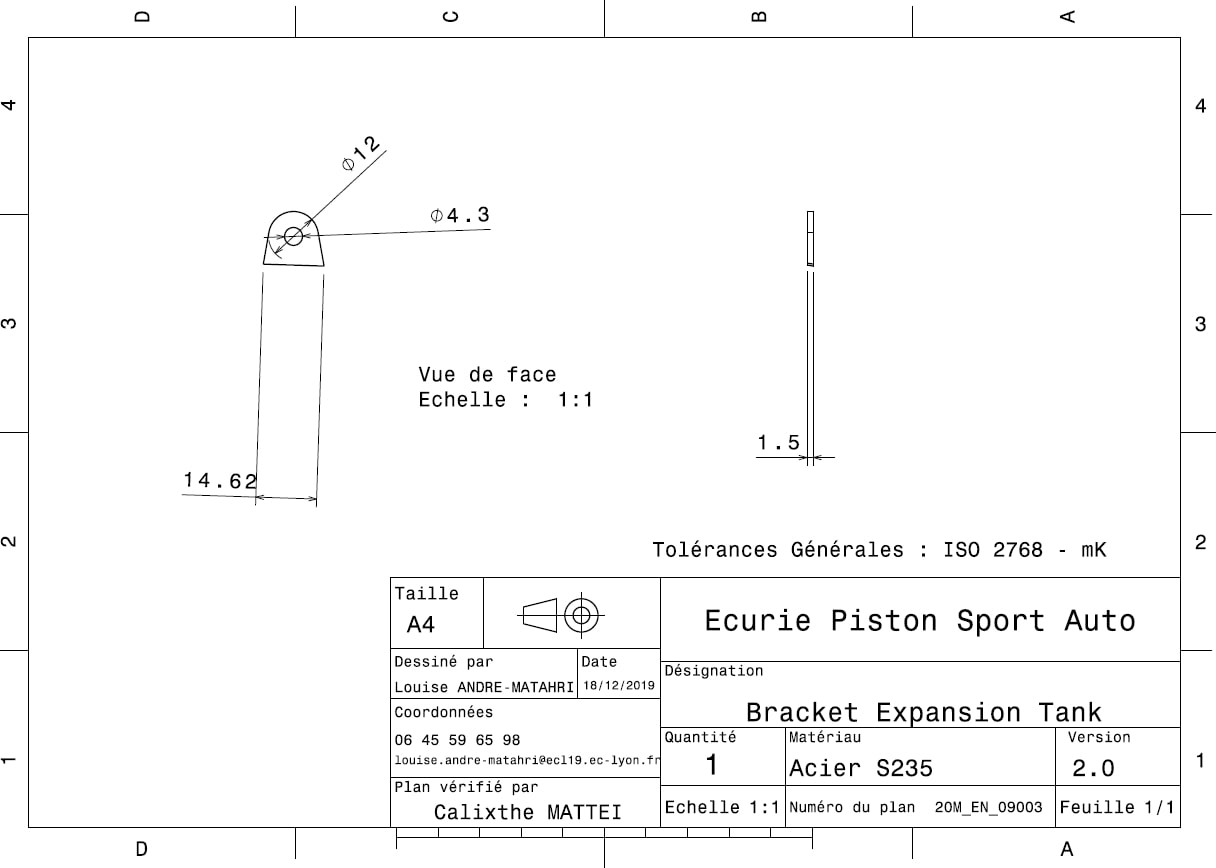 D C B A
4 4
⌀12
⌀4.3
3 3
Vue de face
Echelle : 1:1
1.5
14.62
2 2
Tolérances Générales : ISO 2768 - mK
Taille
A4
Ecurie Piston Sport Auto
Dessiné par
Louise ANDRE-MATAHRI
Date
18/12/2019
Désignation
Bracket Expansion Tank
Coordonnées
06 45 59 65 98
louise.andre-matahri@ecl19.ec-lyon.fr
Quantité
1
Matériau
Acier S235
Version
2.0
1 1
Plan vérifié par
Calixthe MATTEI
Echelle 1:1
Numéro du plan 20M_EN_09003
Feuille 1/1
D A